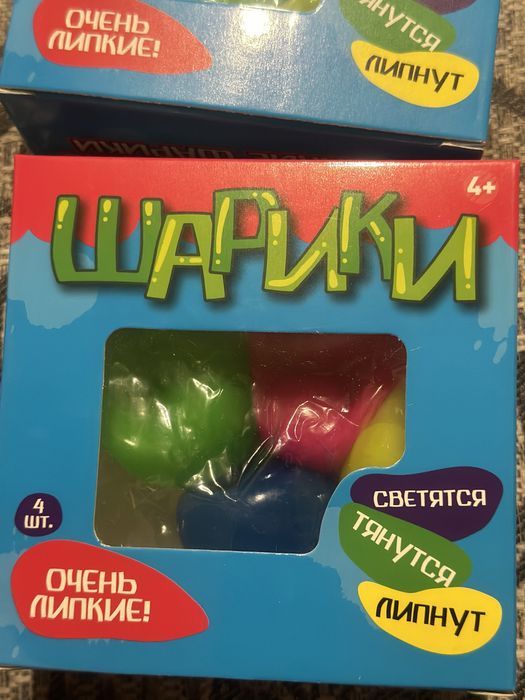 ОЧЕНЬ
ЛИПКИЕ!
ТЯНУТСЯ
ЛИПНУТ
4+
ШАРИКИ
4
ШТ.
СВЕТЯТСЯ
ТЯНУТСЯ
ЛИПНУТ
ОЧЕНЬ
ЛИПКИЕ!